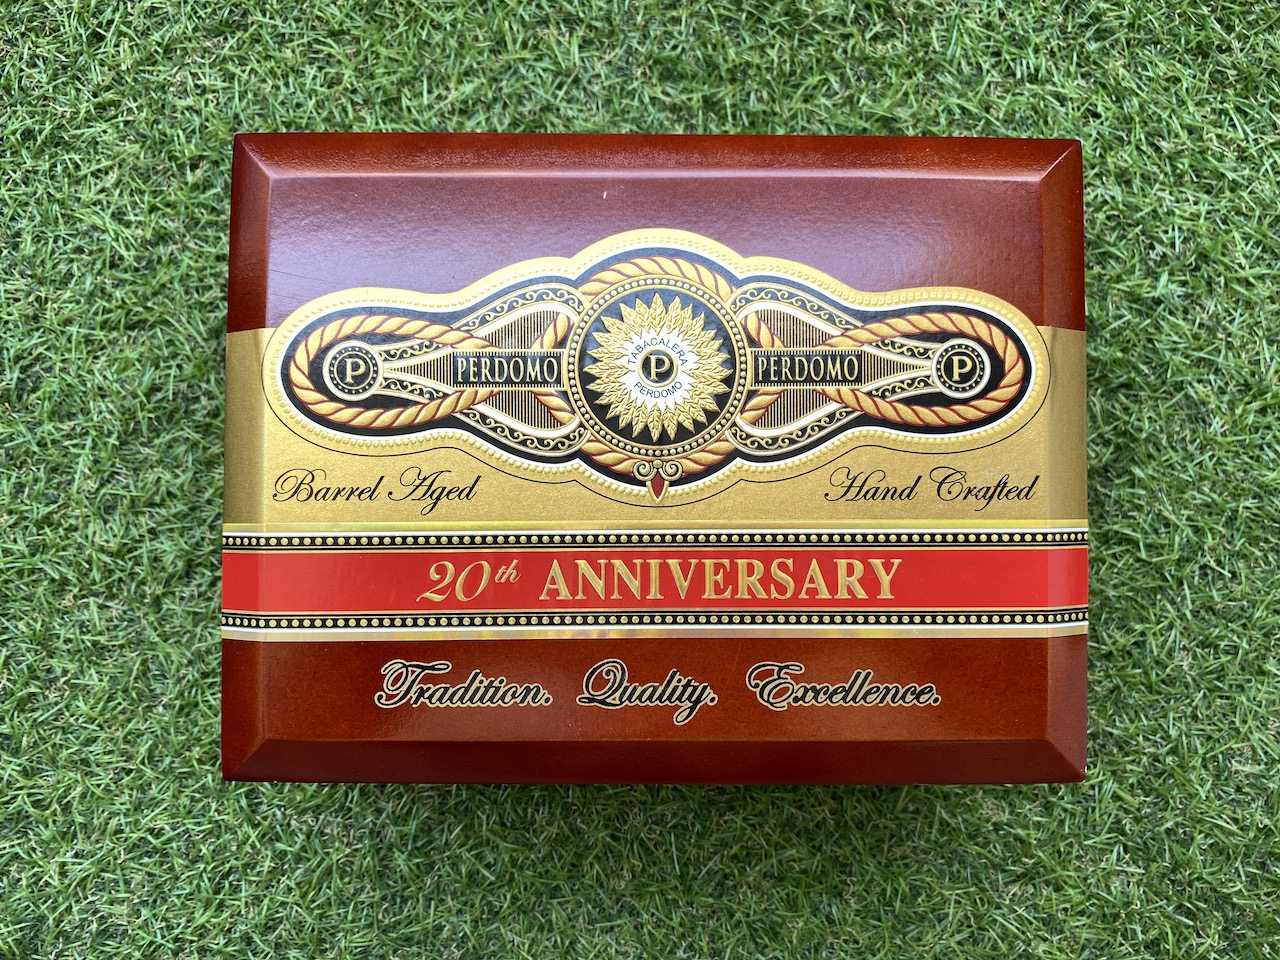 P PERDOMO TABACALERA P PERDOMO PERDOMO P
Barrel Aged Hand Crafted
20th ANNIVERSARY
Tradition. Quality. Excellence.